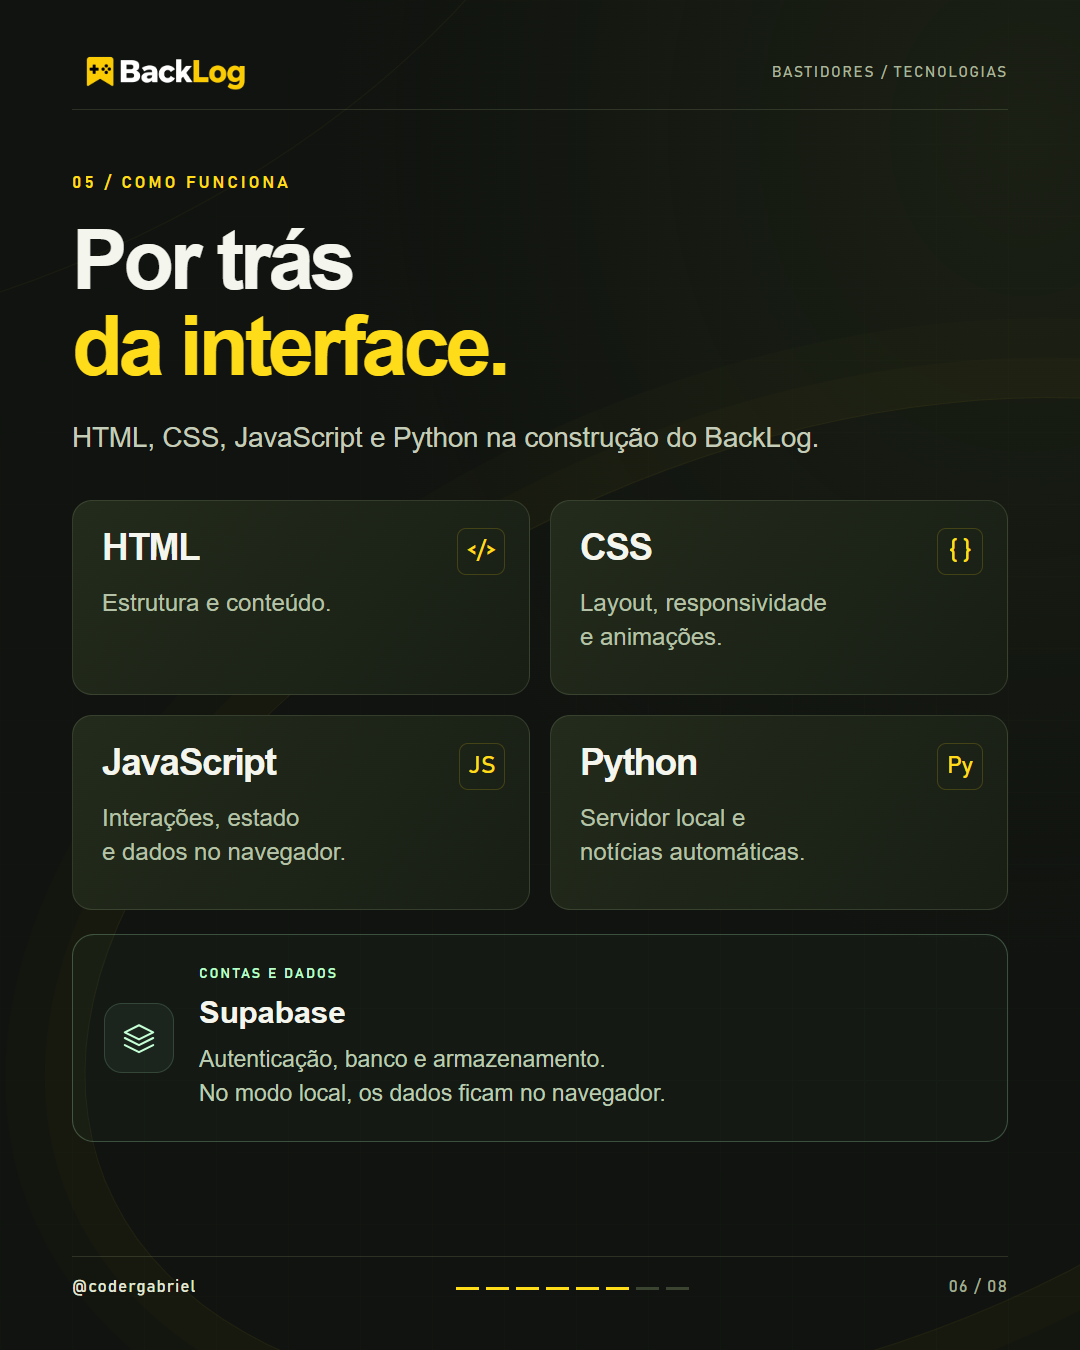 BackLog
BASTIDORES / TECNOLOGIAS
05 / COMO FUNCIONA
Por trás
da interface.
HTML, CSS, JavaScript e Python na construção do BackLog.
HTML
</>
Estrutura e conteúdo.
CSS
{ }
Layout, responsividade
e animações.
JavaScript
JS
Interações, estado
e dados no navegador.
Python
Py
Servidor local e
notícias automáticas.
CONTAS E DADOS
Supabase
Autenticação, banco e armazenamento.
No modo local, os dados ficam no navegador.
@codergabriel
06 / 08